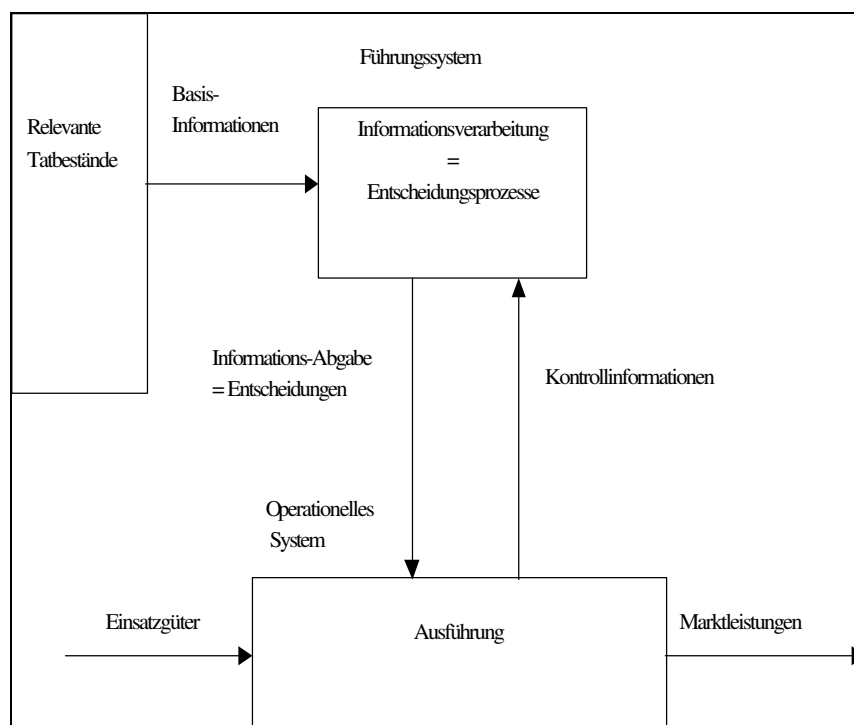 Führungssystem
Basis-
Informationen
Relevante
Tatbestände
Informationsverarbeitung
=
Entscheidungsprozesse
Informations-Abgabe
= Entscheidungen
Kontrollinformationen
Operationelles
System
Einsatzgüter
Ausführung
Marktleistungen